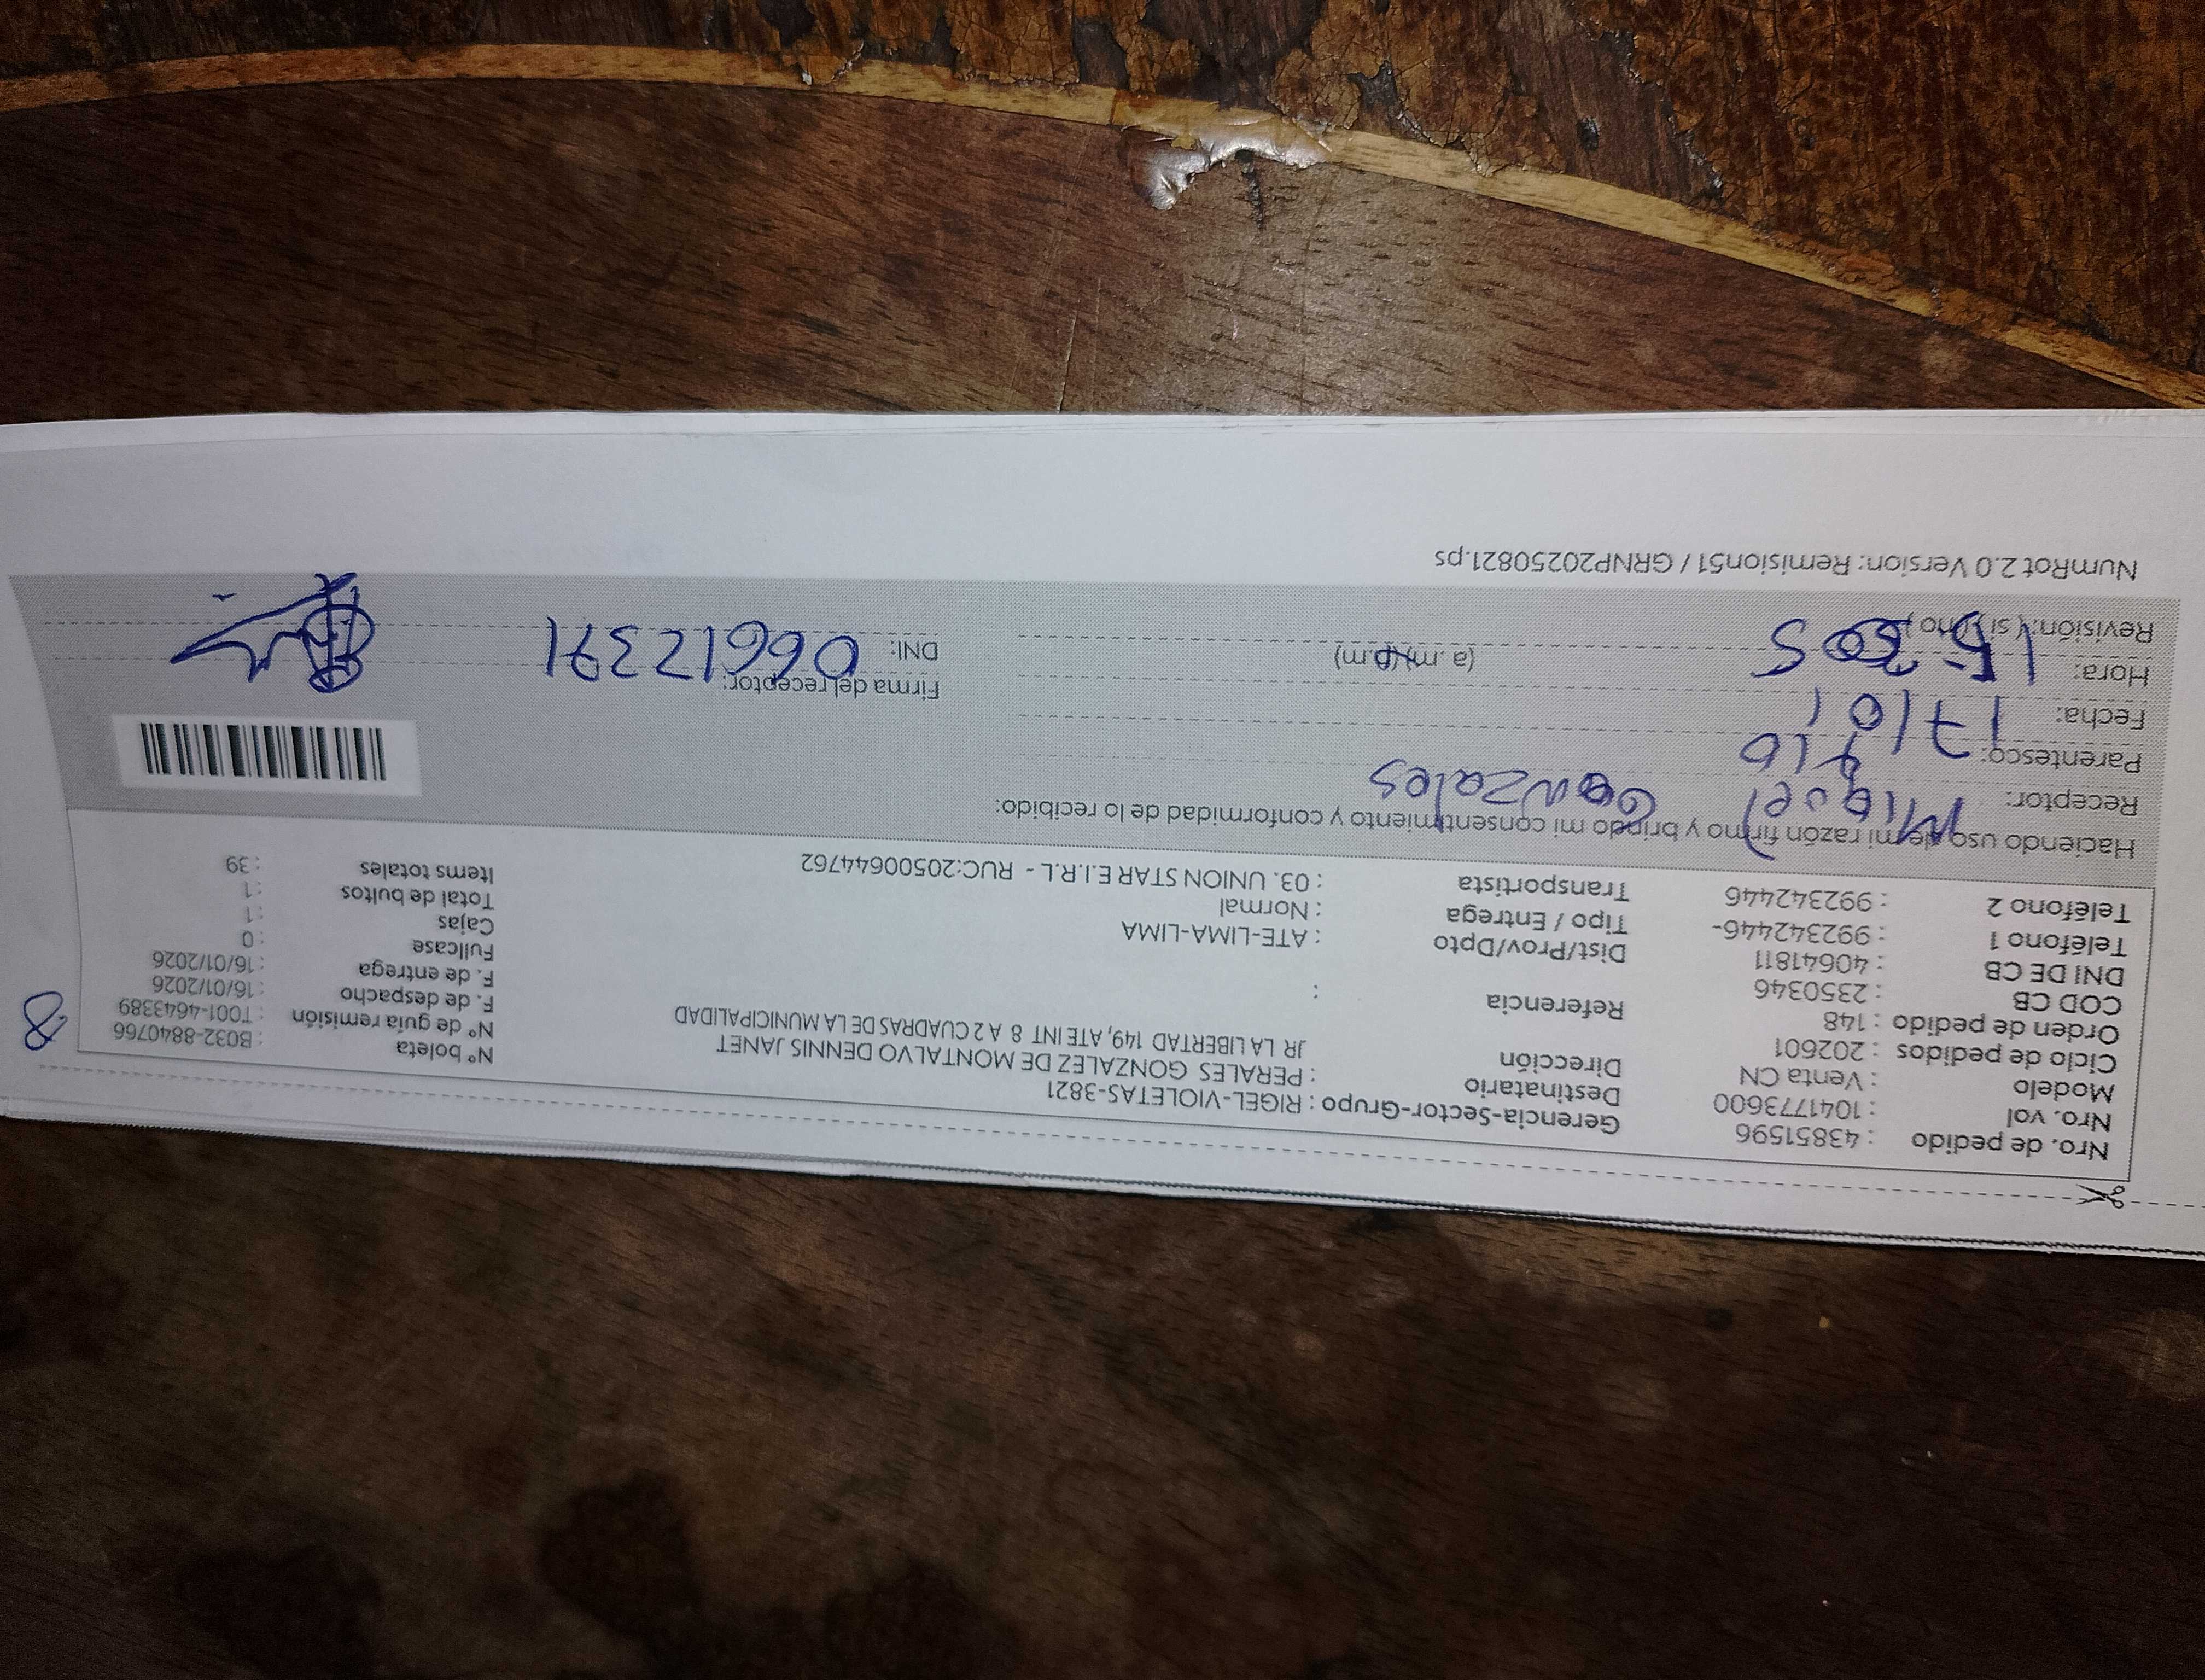 Nro. de pedido : 43851596
Nro. vol : 1041773600
Modelo : Venta CN
Ciclo de pedidos : 202601
Orden de pedido : 148
COD CB : 2350346
DNI DE CB : 40641811
Teléfono 1 : 992342446-
Teléfono 2 : 992342446
Gerencia-Sector-Grupo : RIGEL-VIOLETAS-3821
Destinatario : PERALES GONZALEZ DE MONTALVO DENNIS JANET
Dirección JR LA LIBERTAD 149, ATE INT 8 A 2 CUADRAS DE LA MUNICIPALIDAD
Referencia :
Dist/Prov/Dpto : ATE-LIMA-LIMA
Tipo / Entrega : Normal
Transportista : 03. UNION STAR E.I.R.L - RUC:20500644762
Nº boleta : B032-8840766
Nº de guía remisión : T001-4643389
F. de despacho : 16/01/2026
F. de entrega : 16/01/2026
Fullcase : 0
Cajas : 1
Total de bultos : 1
Items totales : 39
8
Haciendo uso de mi razón firmo y brindo mi consentimiento y conformidad de lo recibido:
Receptor: Miguel Gonzales
Parentesco:
Fecha: 17/01
Hora: (a.m) (p.m)
Revisión: ( si ) ( no )
Firma del receptor:
DNI: 06612391
NumRot 2.0 Version: Remision51 / GRNP20250821.ps